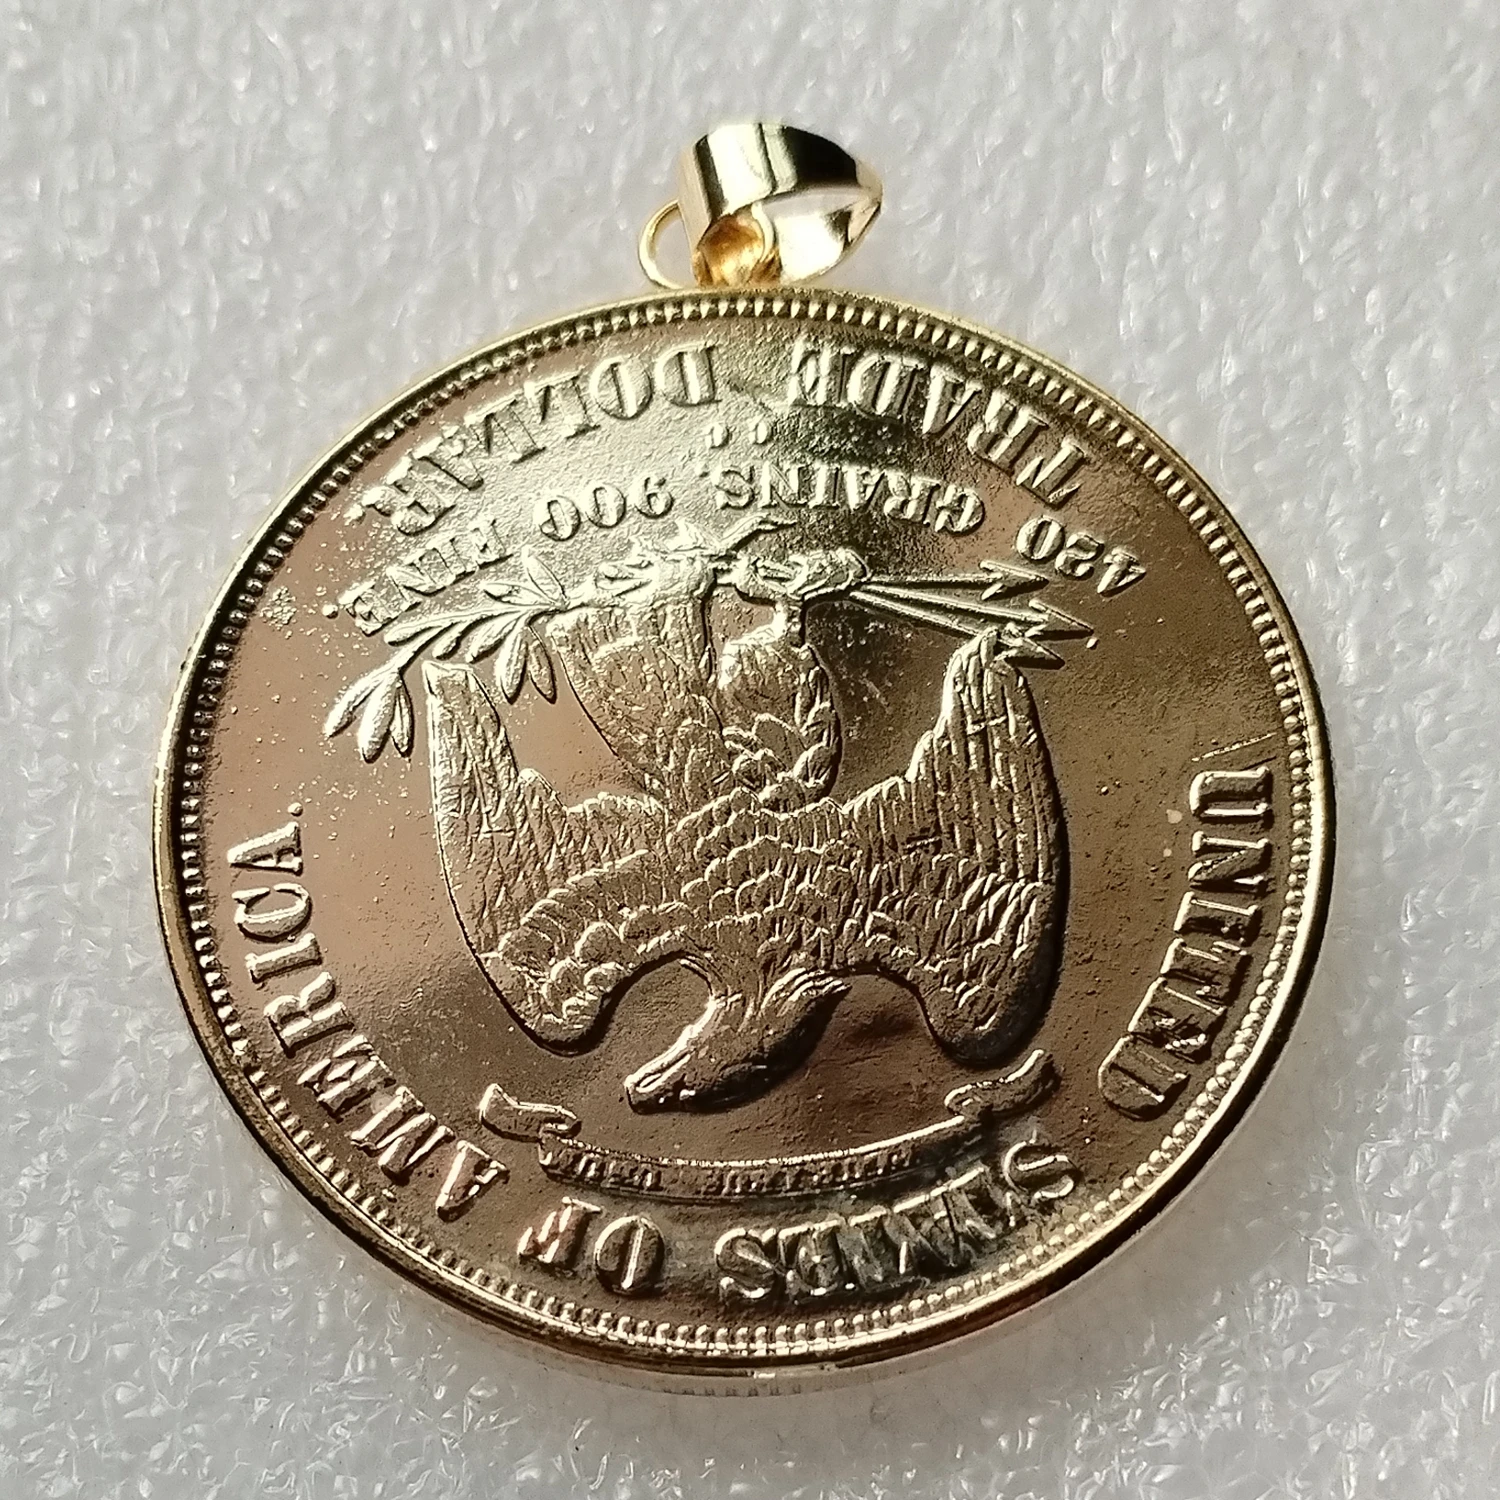 UNITED STATES OF AMERICA.
420 GRAINS, 900 FINE.
TRADE DOLLAR.